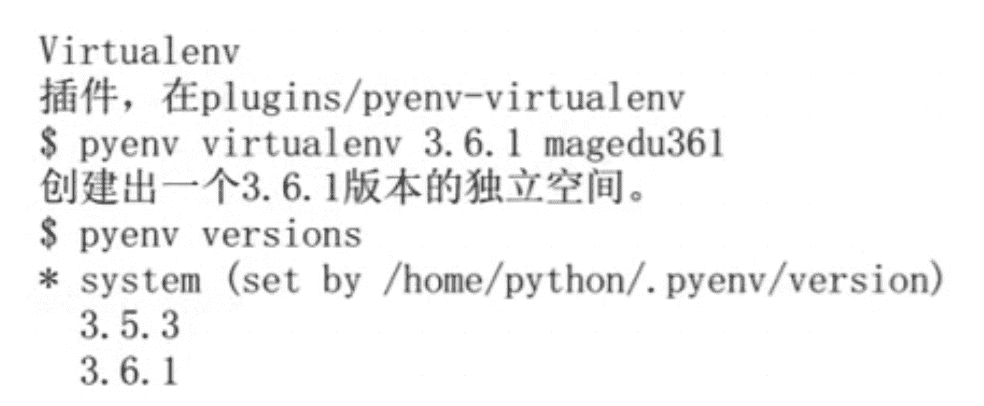 Virtualenv
插件，在plugins/pyenv-virtualenv
$ pyenv virtualenv 3.6.1 magedu361
创建出一个3.6.1版本的独立空间。
$ pyenv versions
* system (set by /home/python/.pyenv/version)
  3.5.3
  3.6.1